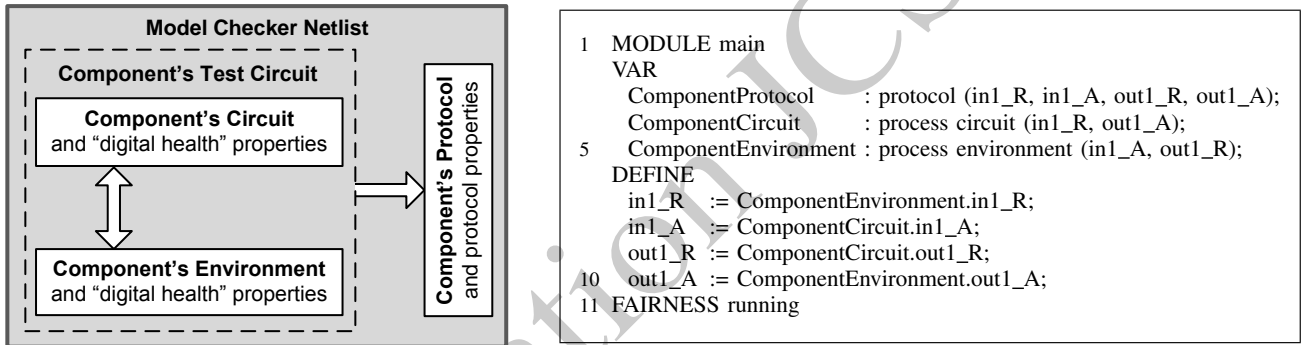 Model Checker Netlist
Component's Test Circuit
Component's Circuit
and “digital health” properties
Component's Environment
and “digital health” properties
Component's Protocol
and protocol properties
1 MODULE main
VAR
ComponentProtocol : protocol (in1_R, in1_A, out1_R, out1_A);
ComponentCircuit : process circuit (in1_R, out1_A);
5 ComponentEnvironment : process environment (in1_A, out1_R);
DEFINE
in1_R := ComponentEnvironment.in1_R;
in1_A := ComponentCircuit.in1_A;
out1_R := ComponentCircuit.out1_R;
10 out1_A := ComponentEnvironment.out1_A;
11 FAIRNESS running